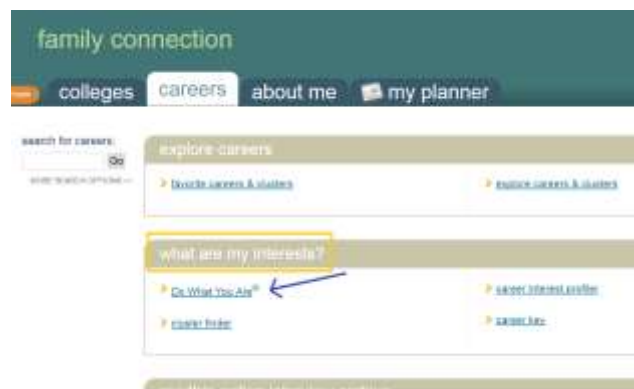 family connection
colleges careers about me my planner
search for careers:
Go
explore careers
favorite careers & clusters
explore careers & clusters
what are my interests?
Do What You Are®
career interest profiler
cluster finder
career key